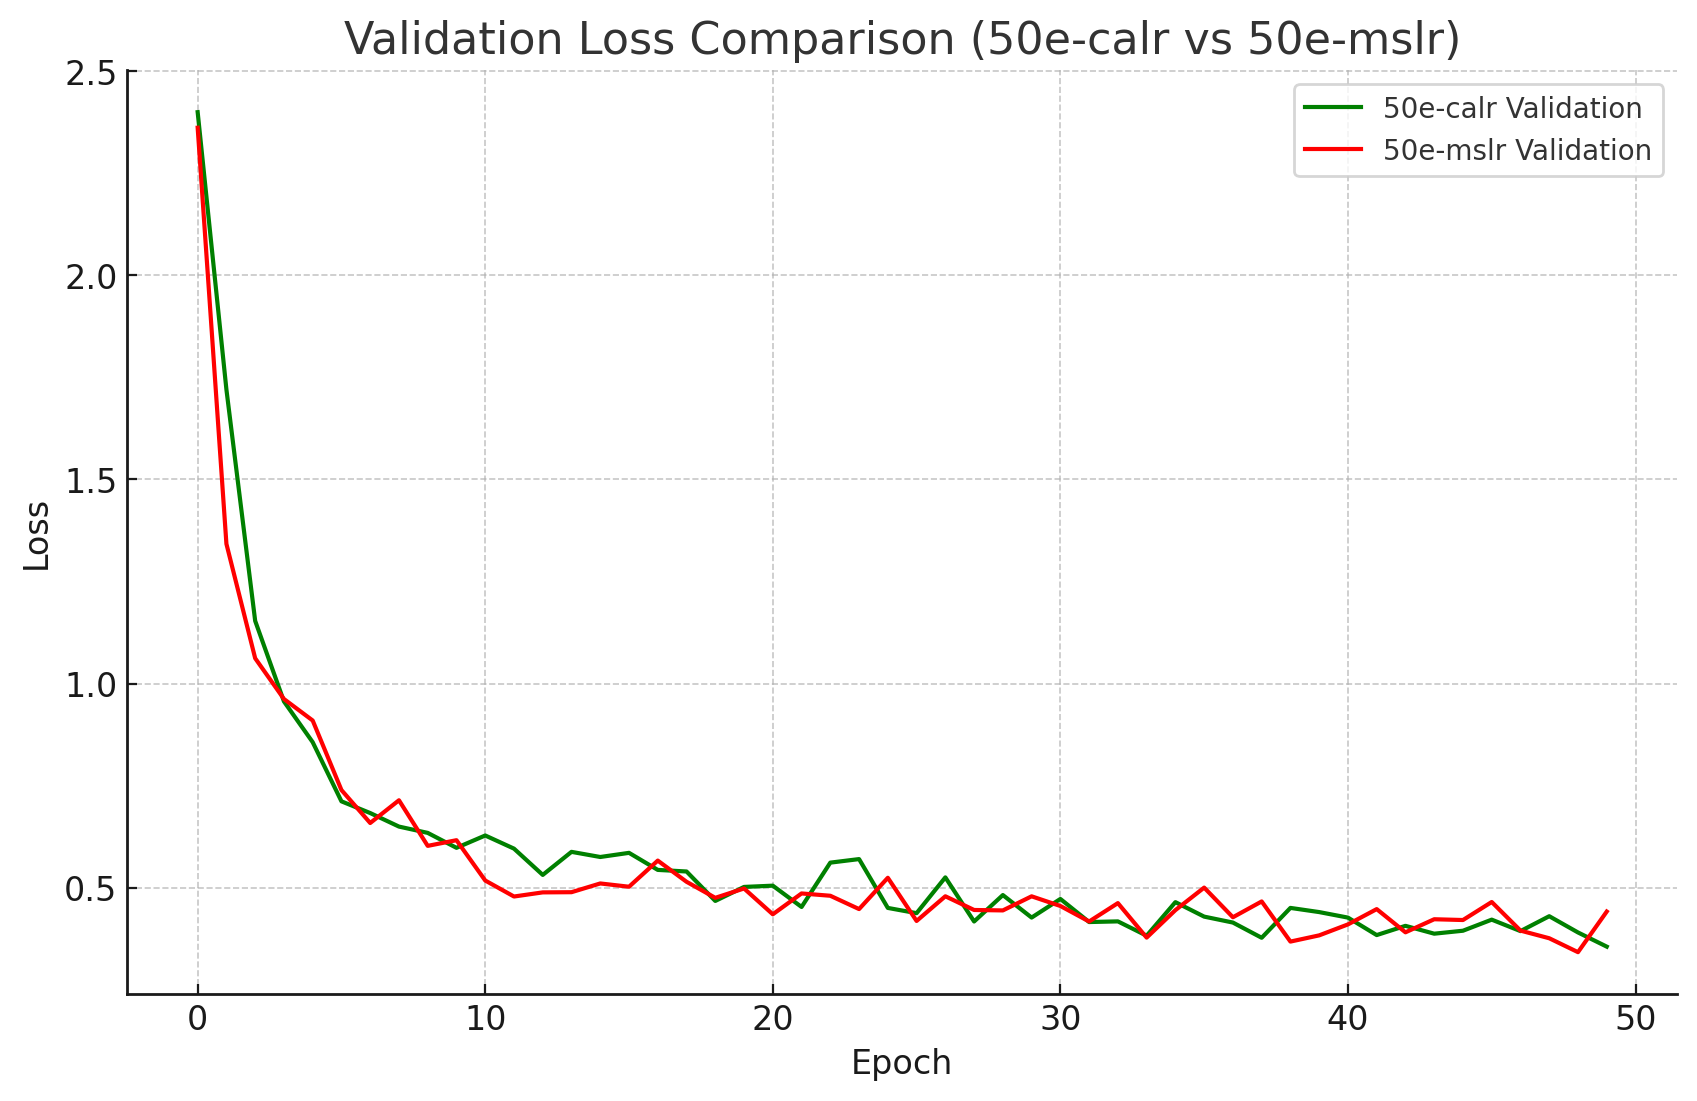 Validation Loss Comparison (50e-calr vs 50e-mslr)
50e-calr Validation
50e-mslr Validation
2.5
2.0
1.5
1.0
0.5
Loss
0 10 20 30 40 50
Epoch